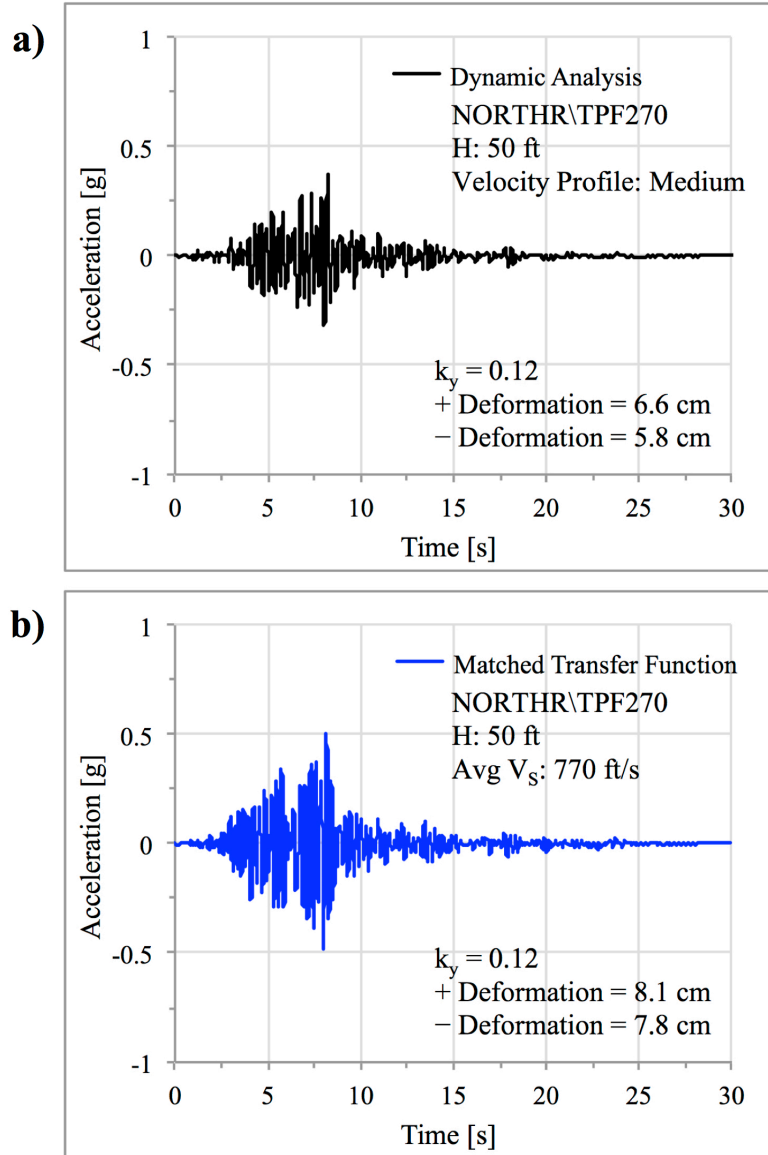 a)
1
0.5
0
-0.5
-1
Acceleration [g]
Dynamic Analysis
NORTHR\TPF270
H: 50 ft
Velocity Profile: Medium
ky = 0.12
+ Deformation = 6.6 cm
− Deformation = 5.8 cm
0 5 10 15 20 25 30
Time [s]
b)
1
0.5
0
-0.5
-1
Acceleration [g]
Matched Transfer Function
NORTHR\TPF270
H: 50 ft
Avg VS: 770 ft/s
ky = 0.12
+ Deformation = 8.1 cm
− Deformation = 7.8 cm
0 5 10 15 20 25 30
Time [s]